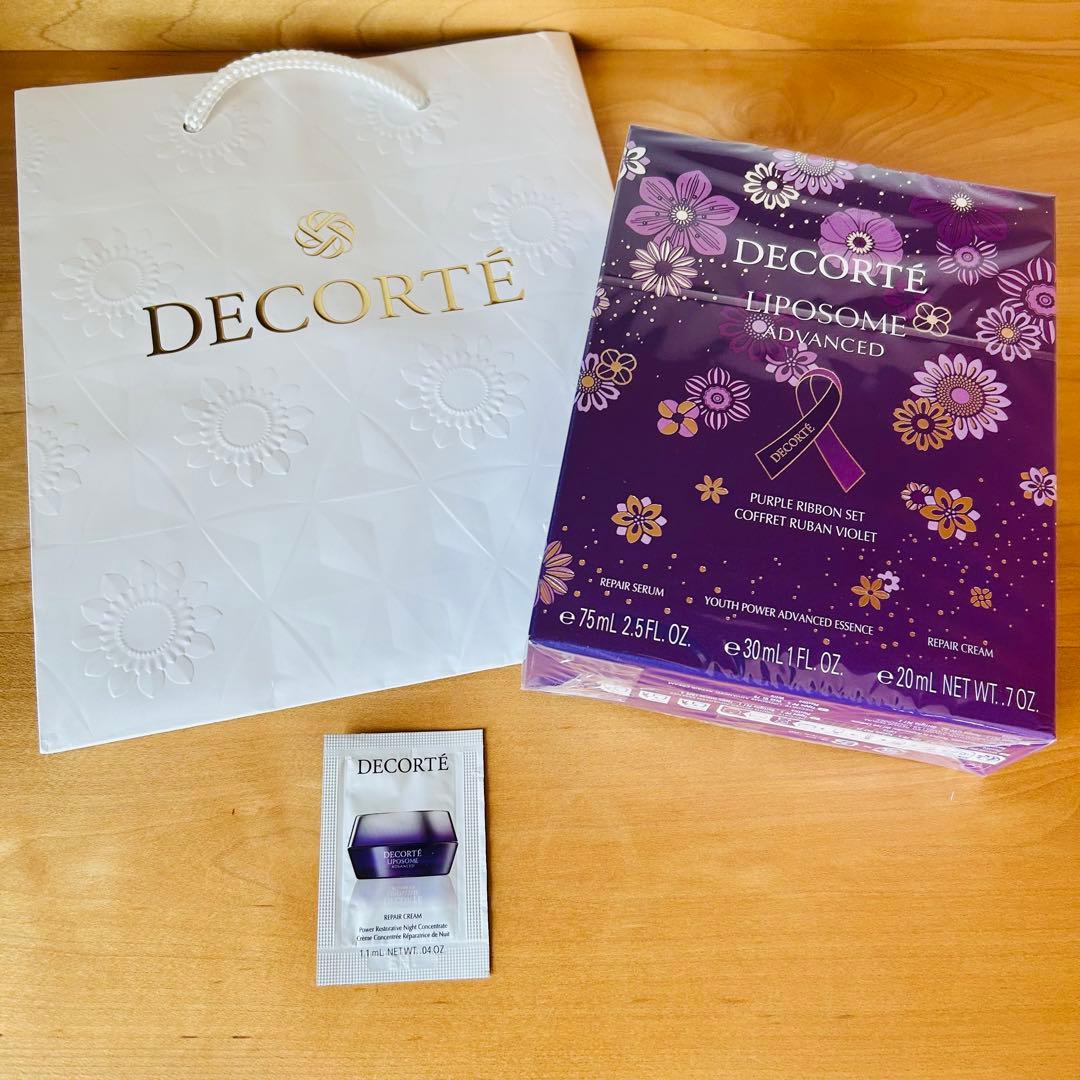 DECORTÉ
DECORTÉ
LIPOSOME
ADVANCED
DECORTÉ
PURPLE RIBBON SET
COFFRET RUBAN VIOLET
REPAIR SERUM
e 75mL 2.5 FL. OZ.
YOUTH POWER ADVANCED ESSENCE
e 30mL 1 FL. OZ.
REPAIR CREAM
e 20mL NET WT. .7 OZ.
DECORTÉ
DECORTÉ
LIPOSOME
ADVANCED
REPAIR CREAM
Power Restorative Night Concentrate
Crème Concentrée Réparatrice de Nuit
1.1 mL NET WT. .04 OZ.